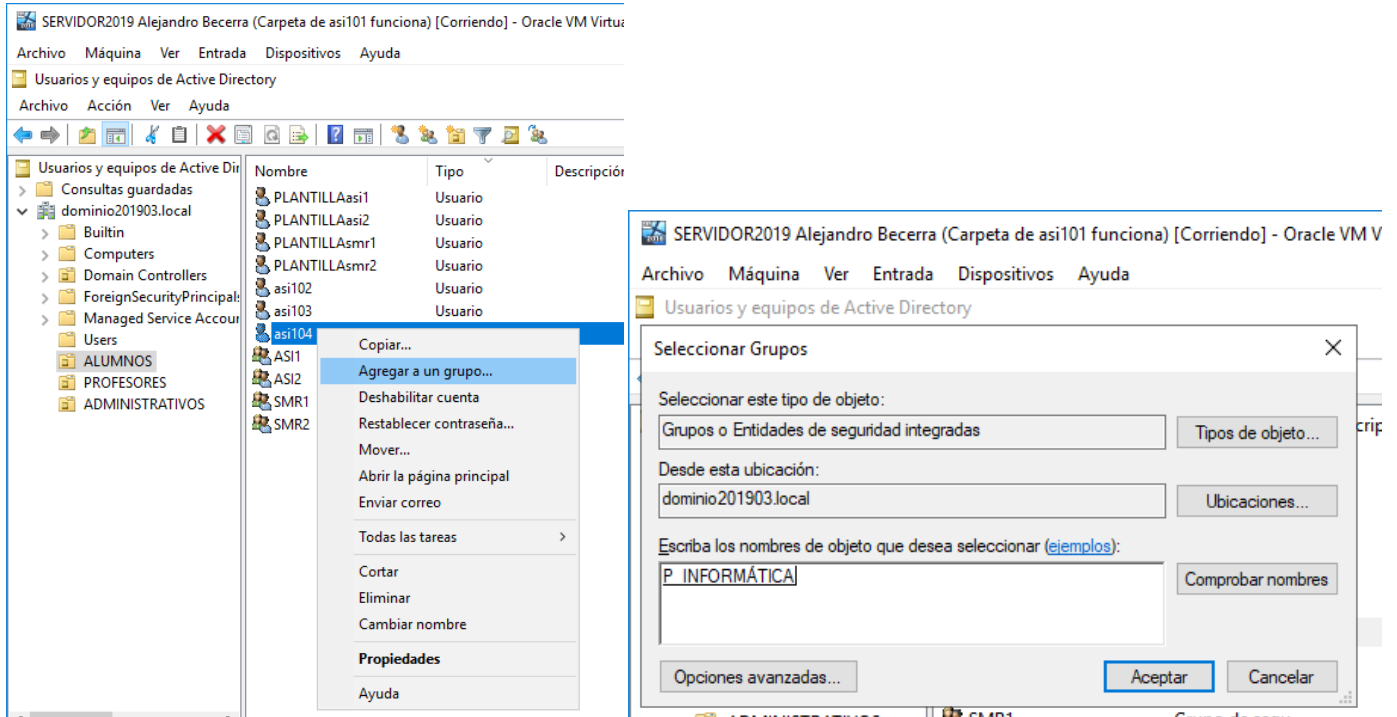 SERVIDOR2019 Alejandro Becerra (Carpeta de asi101 funciona) [Corriendo] - Oracle VM Virtua
Archivo Máquina Ver Entrada Dispositivos Ayuda
Usuarios y equipos de Active Directory
Archivo Acción Ver Ayuda
Usuarios y equipos de Active Dir
Consultas guardadas
dominio201903.local
Builtin
Computers
Domain Controllers
ForeignSecurityPrincipal
Managed Service Accour
Users
ALUMNOS
PROFESORES
ADMINISTRATIVOS
Nombre Tipo Descripción
PLANTILLAasi1 Usuario
PLANTILLAasi2 Usuario
PLANTILLAsmr1 Usuario
PLANTILLAsmr2 Usuario
asi102 Usuario
asi103 Usuario
asi104
ASI1
ASI2
SMR1
SMR2
Copiar...
Agregar a un grupo...
Deshabilitar cuenta
Restablecer contraseña...
Mover...
Abrir la página principal
Enviar correo
Todas las tareas
Cortar
Eliminar
Cambiar nombre
Propiedades
Ayuda
SERVIDOR2019 Alejandro Becerra (Carpeta de asi101 funciona) [Corriendo] - Oracle VM V
Archivo Máquina Ver Entrada Dispositivos Ayuda
Usuarios y equipos de Active Directory
Seleccionar Grupos
Seleccionar este tipo de objeto:
Grupos o Entidades de seguridad integradas Tipos de objeto...
Desde esta ubicación:
dominio201903.local Ubicaciones...
Escriba los nombres de objeto que desea seleccionar (ejemplos):
P_INFORMÁTICA Comprobar nombres
Opciones avanzadas... Aceptar Cancelar
crip
ADMINISTRATIVOS SMR1